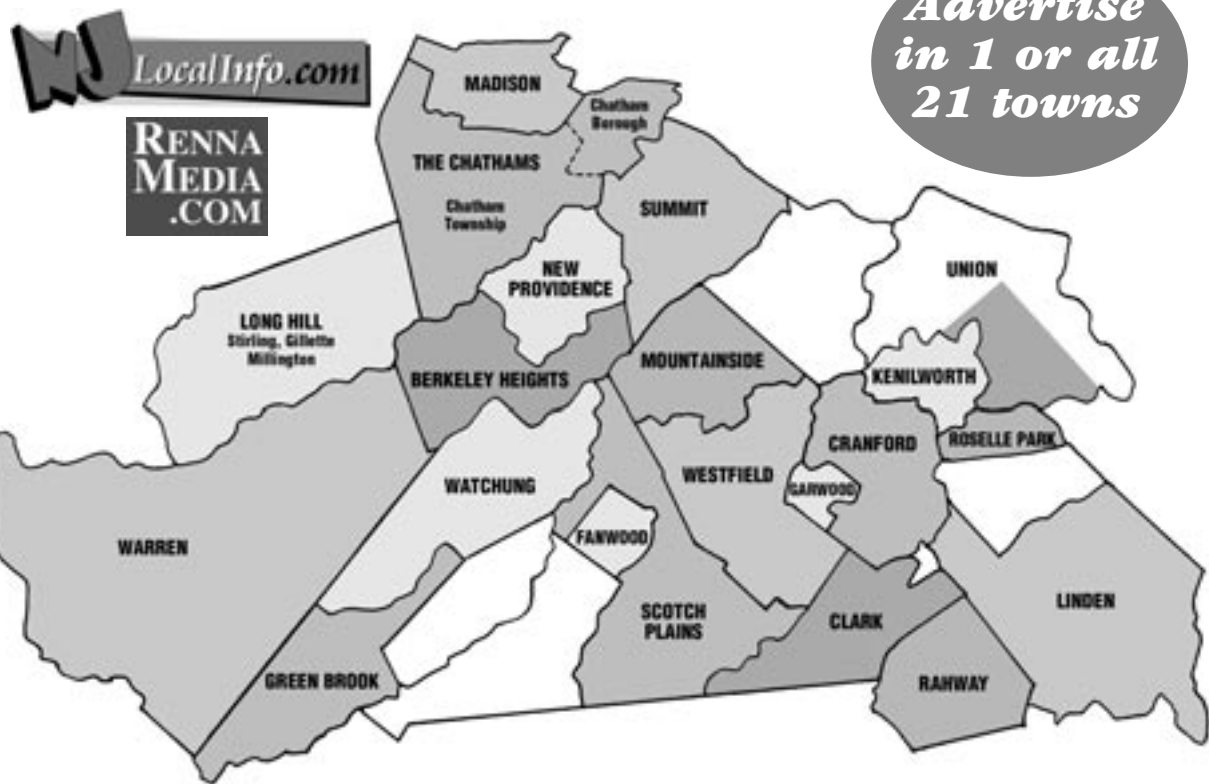 NJ
LocalInfo.com
RENNA
MEDIA
.COM
Advertise
in 1 or all
21 towns
MADISON
Chatham
Borough
THE CHATHAMS
Chatham
Township
SUMMIT
NEW
PROVIDENCE
UNION
LONG HILL
Stirling, Gillette
Millington
BERKELEY HEIGHTS
MOUNTAINSIDE
KENILWORTH
CRANFORD
ROSELLE PARK
WATCHUNG
WESTFIELD
GARWOOD
WARREN
FANWOOD
SCOTCH
PLAINS
CLARK
LINDEN
GREEN BROOK
RAHWAY